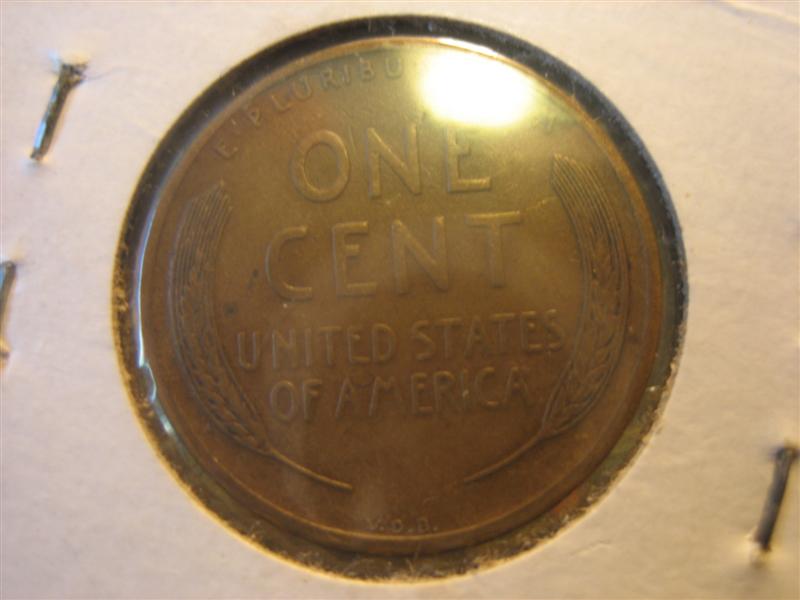 E·PLURIBU
ONE
CENT
UNITED STATES
OF AMERICA
V.D.B.